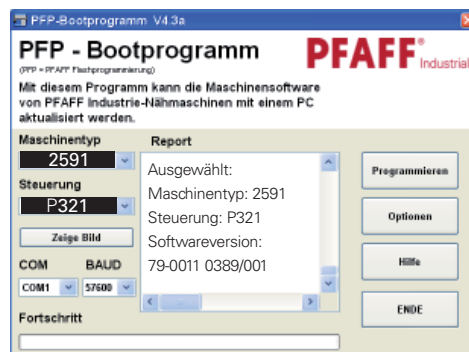 PFP-Bootprogramm V4.3a
PFP - Bootprogramm
(PFP = PFAFF Flashprogrammierung)
PFAFF® Industrial
Mit diesem Programm kann die Maschinensoftware
von PFAFF Industrie-Nähmaschinen mit einem PC
aktualisiert werden.
Maschinentyp
2591
Steuerung
P321
Zeige Bild
COM BAUD
COM1 57600
Fortschritt
Report
Ausgewählt:
Maschinentyp: 2591
Steuerung: P321
Softwareversion:
79-0011 0389/001
Programmieren
Optionen
Hilfe
ENDE